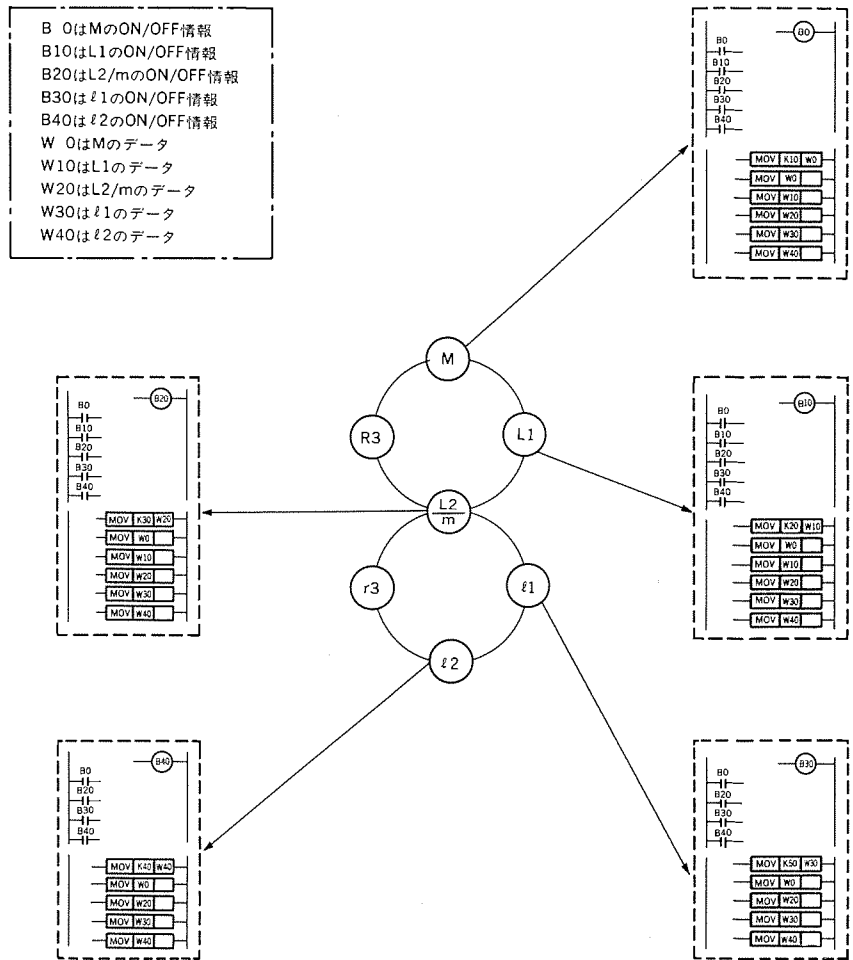 B 0はMのON/OFF情報
B10はL1のON/OFF情報
B20はL2/mのON/OFF情報
B30はℓ1のON/OFF情報
B40はℓ2のON/OFF情報
W 0はMのデータ
W10はL1のデータ
W20はL2/mのデータ
W30はℓ1のデータ
W40はℓ2のデータ
B0
B0
B10
B20
B30
B40
MOV K10 W0
MOV W0
MOV W10
MOV W20
MOV W30
MOV W40
M
R3
L1
L2
m
r3
ℓ1
ℓ2
B20
B0
B10
B20
B30
B40
MOV K30 W20
MOV W0
MOV W10
MOV W20
MOV W30
MOV W40
B10
B0
B10
B20
B30
B40
MOV K20 W10
MOV W0
MOV W10
MOV W20
MOV W30
MOV W40
B40
B0
B20
B30
B40
MOV K40 W40
MOV W0
MOV W20
MOV W30
MOV W40
B30
B0
B20
B30
B40
MOV K50 W30
MOV W0
MOV W20
MOV W30
MOV W40